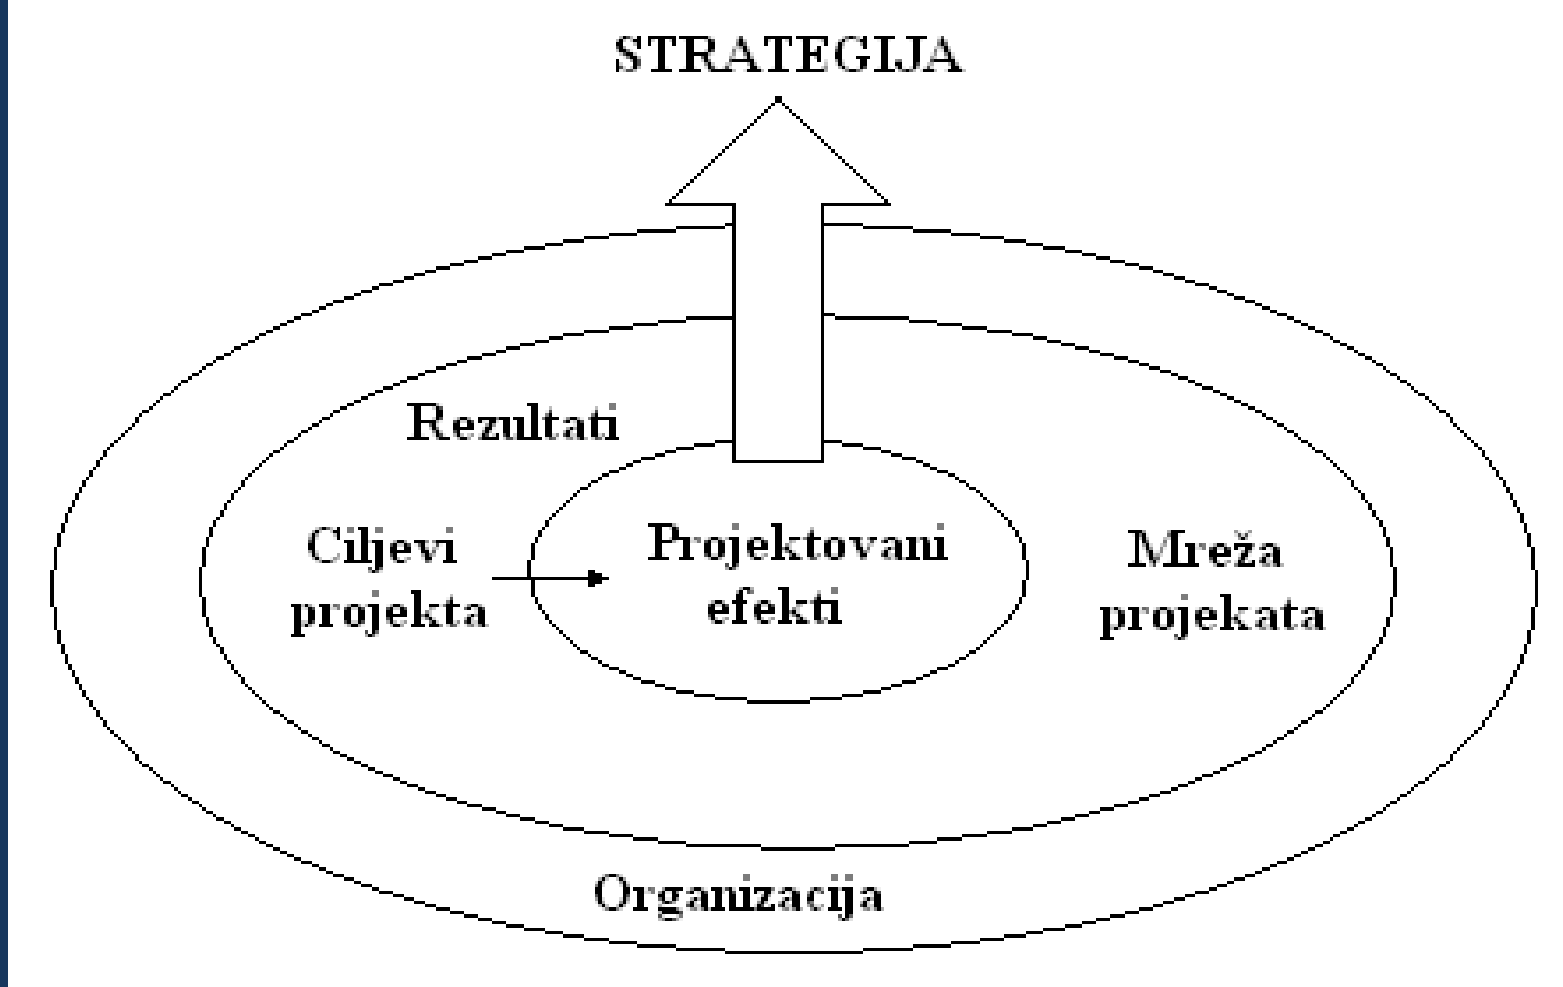 STRATEGIJA
Rezultati
Ciljevi
projekta
Projektovani
efekti
Mreža
projekata
Organizacija